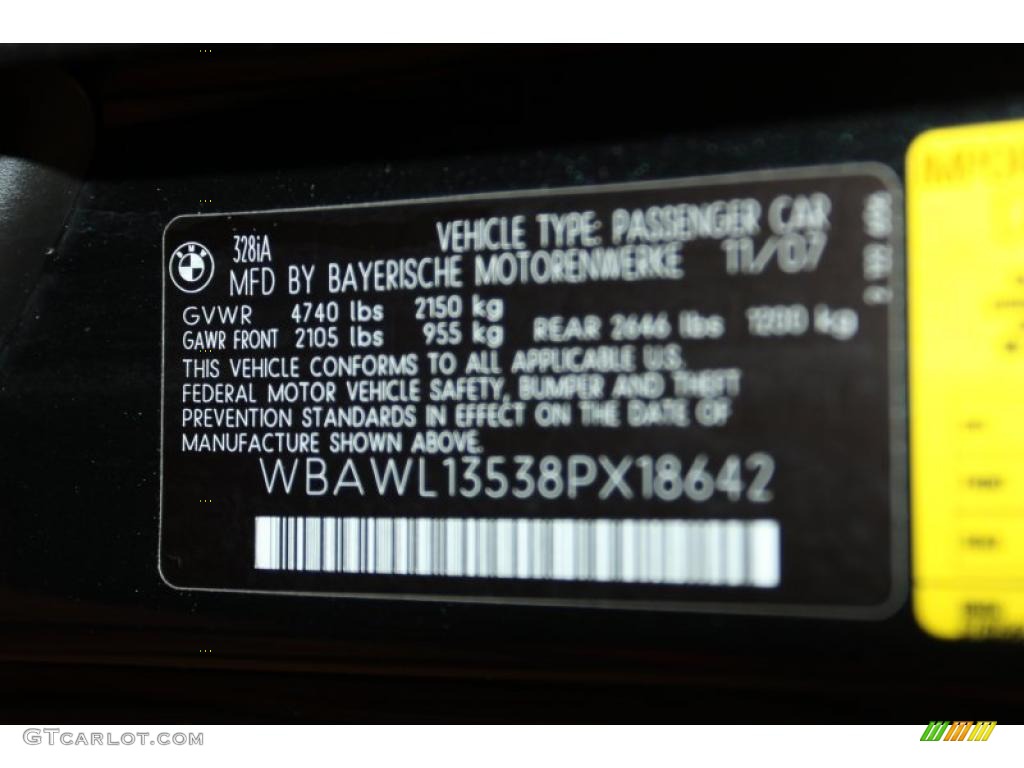 328iA
VEHICLE TYPE: PASSENGER CAR
MFD BY BAYERISCHE MOTORENWERKE 11/07
GVWR 4740 lbs 2150 kg
GAWR FRONT 2105 lbs 955 kg REAR 2646 lbs 1200 kg
THIS VEHICLE CONFORMS TO ALL APPLICABLE U.S.
FEDERAL MOTOR VEHICLE SAFETY, BUMPER AND THEFT
PREVENTION STANDARDS IN EFFECT ON THE DATE OF
MANUFACTURE SHOWN ABOVE.
WBAWL13538PX18642
GTCARLOT.COM